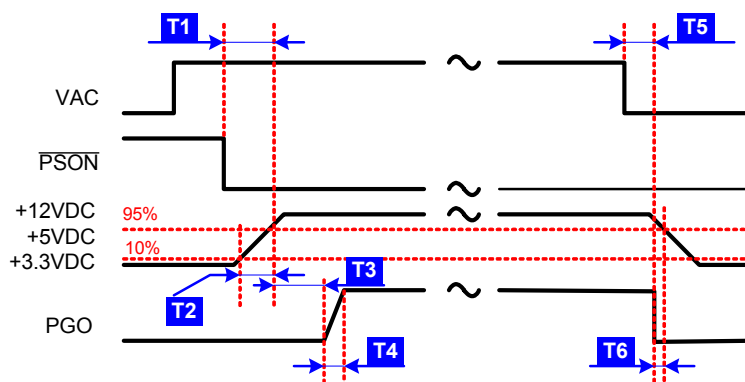 T1
T5
VAC
PSON
+12VDC
95%
+5VDC
10%
+3.3VDC
T3
T2
PGO
T4
T6